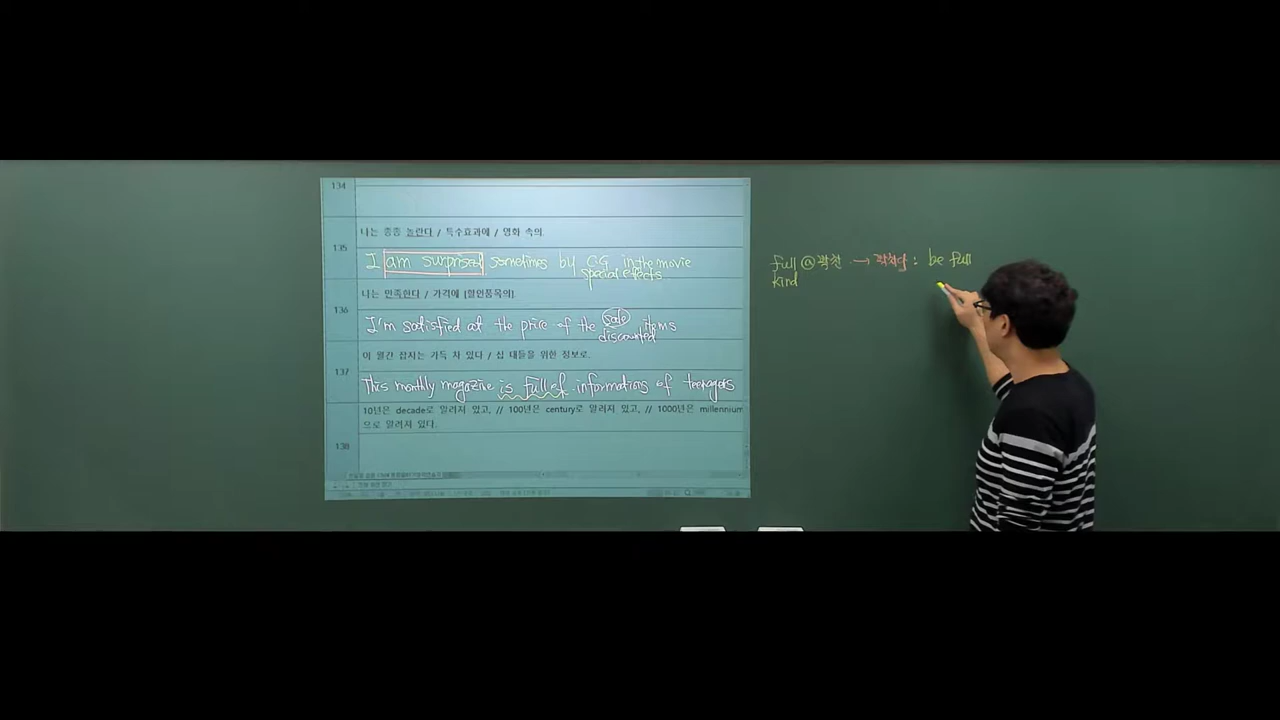 134
나는 종종 놀란다 / 특수효과에 / 영화 속의.
135
I am surprised sometimes by CG in the movie
special effects
나는 만족한다 / 가격에 [할인품목의].
136
I'm satisfied at the price of the sale items
discounted
이 월간 잡지는 가득 차 있다 / 십 대들을 위한 정보로.
137
This monthly magazine is full of informations of teenagers
10년은 decade로 알려져 있고, // 100년은 century로 알려져 있고, // 1000년은 millennium
으로 알려져 있다.
138
full ⓐ 꽉찬 → 꽉차다 : be full
kind